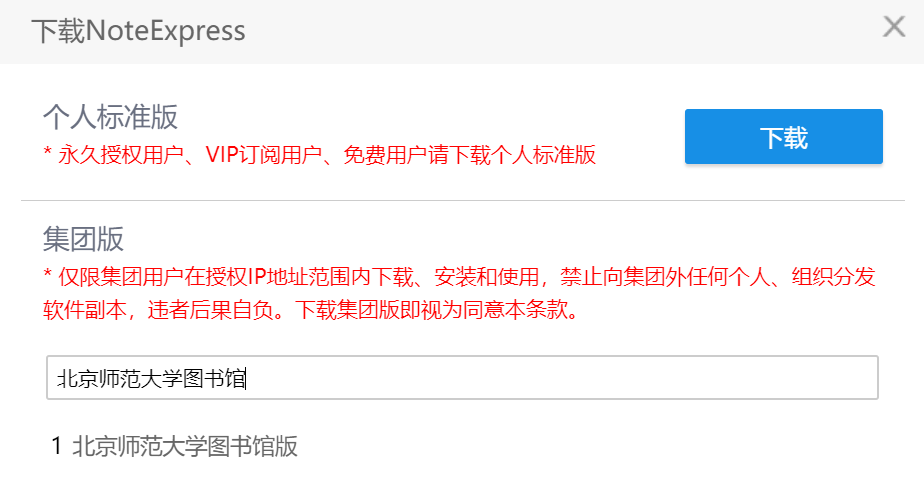 下载NoteExpress
个人标准版
* 永久授权用户、VIP订阅用户、免费用户请下载个人标准版
下载
集团版
* 仅限集团用户在授权IP地址范围内下载、安装和使用，禁止向集团外任何个人、组织分发
软件副本，违者后果自负。下载集团版即视为同意本条款。
北京师范大学图书馆
1 北京师范大学图书馆版